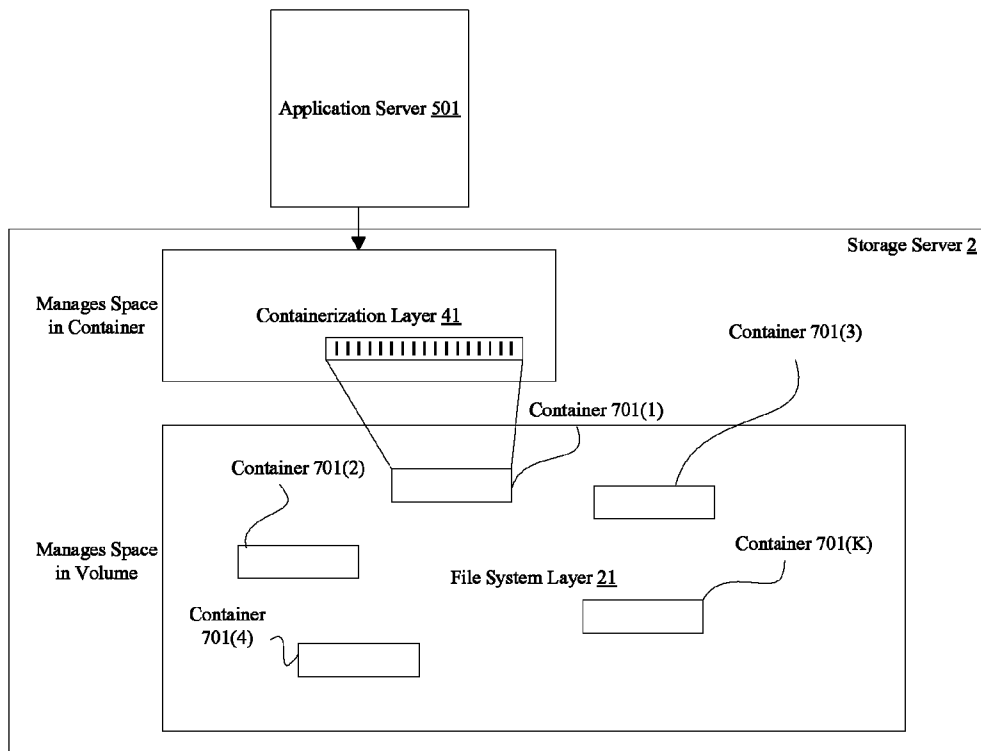 Application Server 501
Storage Server 2
Manages Space
in Container
Containerization Layer 41
Container 701(3)
Container 701(1)
Container 701(2)
Container 701(K)
Manages Space
in Volume
File System Layer 21
Container
701(4)